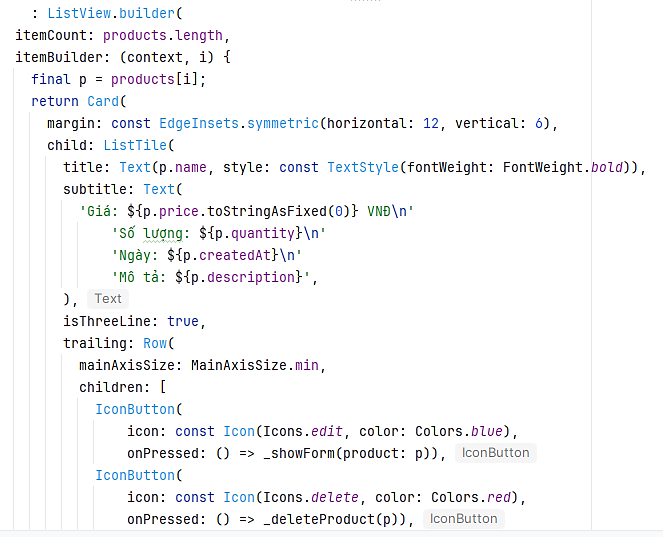 : ListView.builder(
itemCount: products.length,
itemBuilder: (context, i) {
final p = products[i];
return Card(
margin: const EdgeInsets.symmetric(horizontal: 12, vertical: 6),
child: ListTile(
title: Text(p.name, style: const TextStyle(fontWeight: FontWeight.bold)),
subtitle: Text(
'Giá: ${p.price.toStringAsFixed(0)} VNĐ\n'
'Số lượng: ${p.quantity}\n'
'Ngày: ${p.createdAt}\n'
'Mô tả: ${p.description}',
), Text
isThreeLine: true,
trailing: Row(
mainAxisSize: MainAxisSize.min,
children: [
IconButton(
icon: const Icon(Icons.edit, color: Colors.blue),
onPressed: () => _showForm(product: p)), IconButton
IconButton(
icon: const Icon(Icons.delete, color: Colors.red),
onPressed: () => _deleteProduct(p)), IconButton